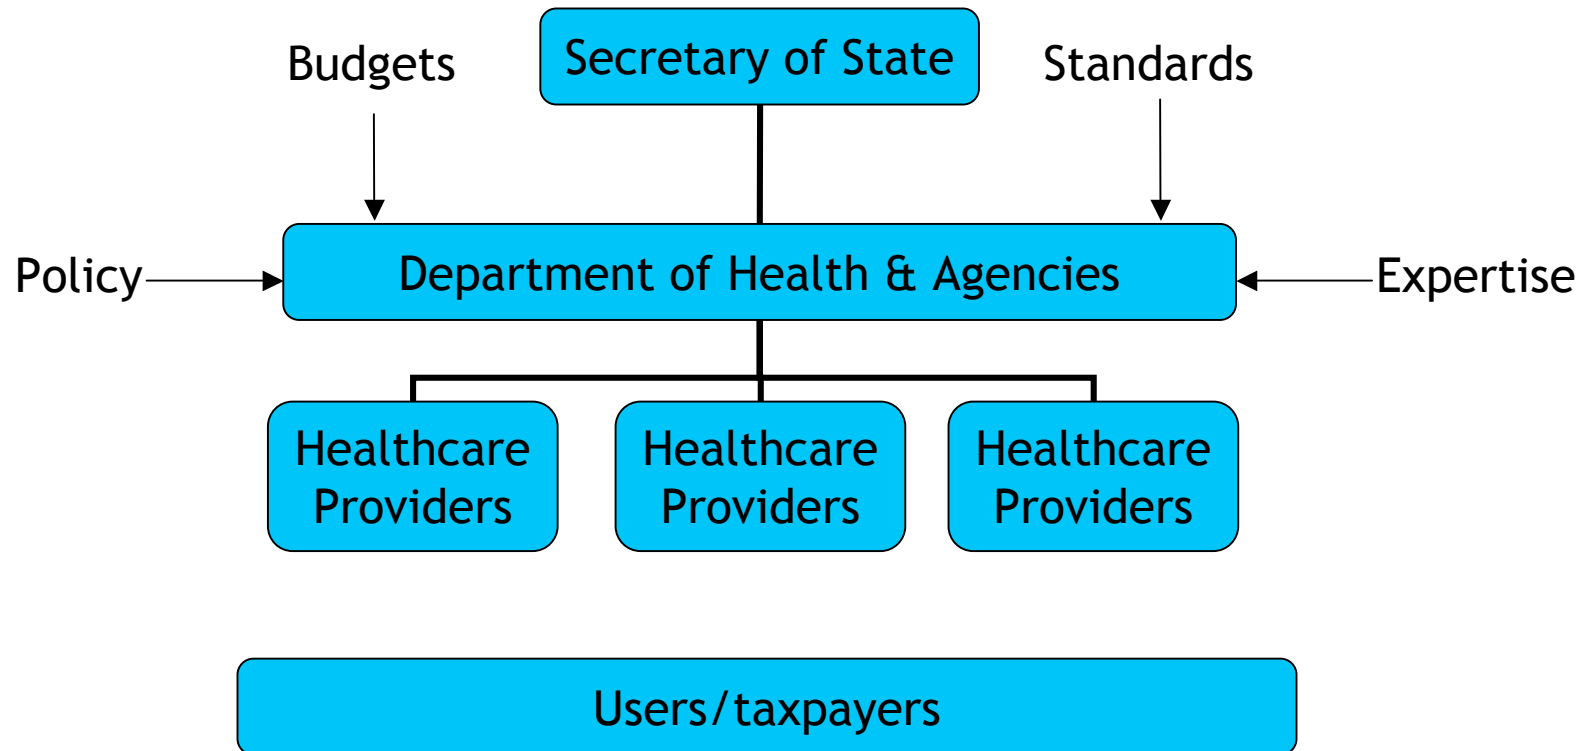 Secretary of State
Budgets
Standards
Policy
Department of Health & Agencies
Expertise
Healthcare
Providers
Healthcare
Providers
Healthcare
Providers
Users/taxpayers